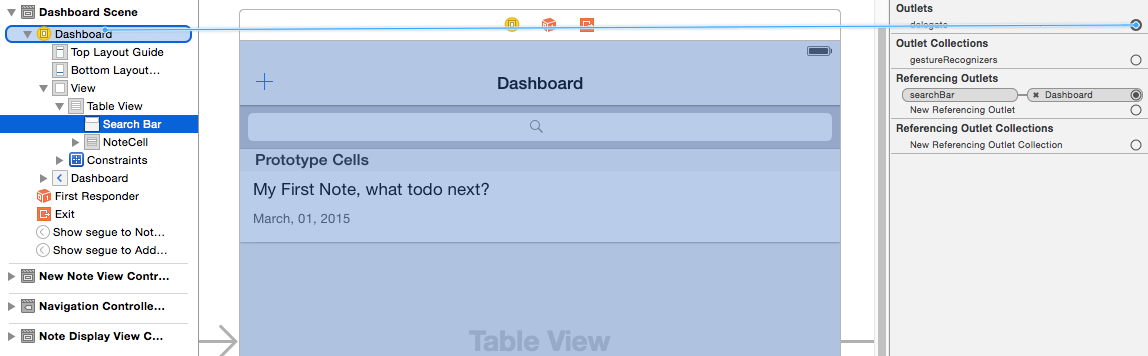 Dashboard Scene
Dashboard
Top Layout Guide
Bottom Layout...
View
Table View
Search Bar
NoteCell
Constraints
Dashboard
First Responder
Exit
Show segue to Not...
Show segue to Add...
New Note View Contr...
Navigation Controlle...
Note Display View C...
Dashboard
Prototype Cells
My First Note, what todo next?
March, 01, 2015
Table View
Outlets
delegate
Outlet Collections
gestureRecognizers
Referencing Outlets
searchBar Dashboard
New Referencing Outlet
Referencing Outlet Collections
New Referencing Outlet Collection